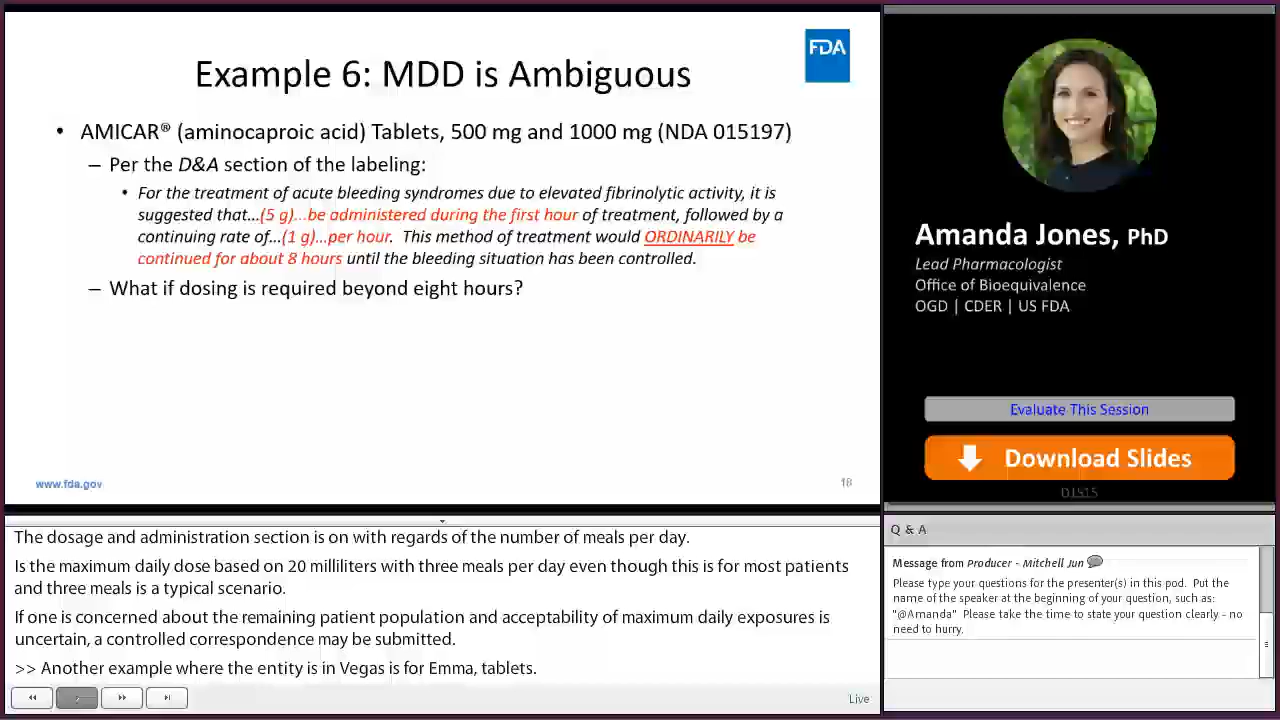 FDA
Example 6: MDD is Ambiguous
• AMICAR® (aminocaproic acid) Tablets, 500 mg and 1000 mg (NDA 015197)
– Per the D&A section of the labeling:
• For the treatment of acute bleeding syndromes due to elevated fibrinolytic activity, it is
suggested that...(5 g)...be administered during the first hour of treatment, followed by a
continuing rate of...(1 g)...per hour. This method of treatment would ORDINARILY be
continued for about 8 hours until the bleeding situation has been controlled.
– What if dosing is required beyond eight hours?
www.fda.gov
18
Amanda Jones, PhD
Lead Pharmacologist
Office of Bioequivalence
OGD | CDER | US FDA
Evaluate This Session
Download Slides
The dosage and administration section is on with regards of the number of meals per day.
Is the maximum daily dose based on 20 milliliters with three meals per day even though this is for most patients
and three meals is a typical scenario.
If one is concerned about the remaining patient population and acceptability of maximum daily exposures is
uncertain, a controlled correspondence may be submitted.
>> Another example where the entity is in Vegas is for Emma, tablets.
Live
Q & A
Message from Producer - Mitchell Jun
Please type your questions for the presenter(s) in this pod. Put the
name of the speaker at the beginning of your question, such as:
"@Amanda" Please take the time to state your question clearly - no
need to hurry.